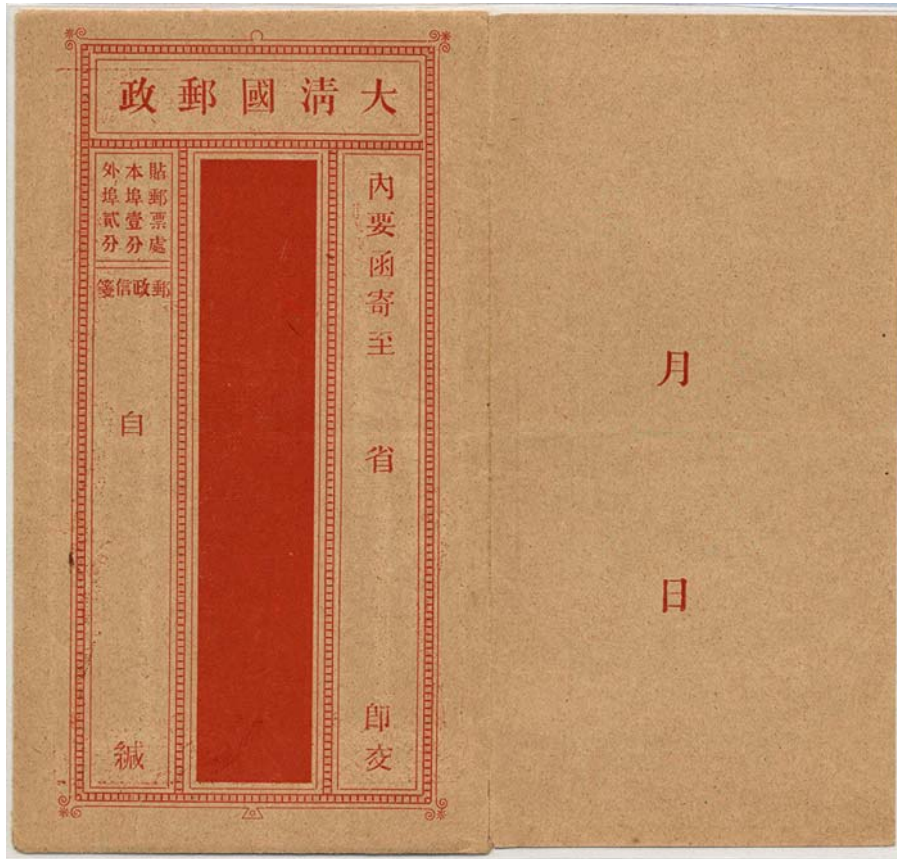 大清國郵政
內要函寄至 省 即交
貼郵票處
本埠壹分
外埠貳分
郵政信箋
自 緘
月 日